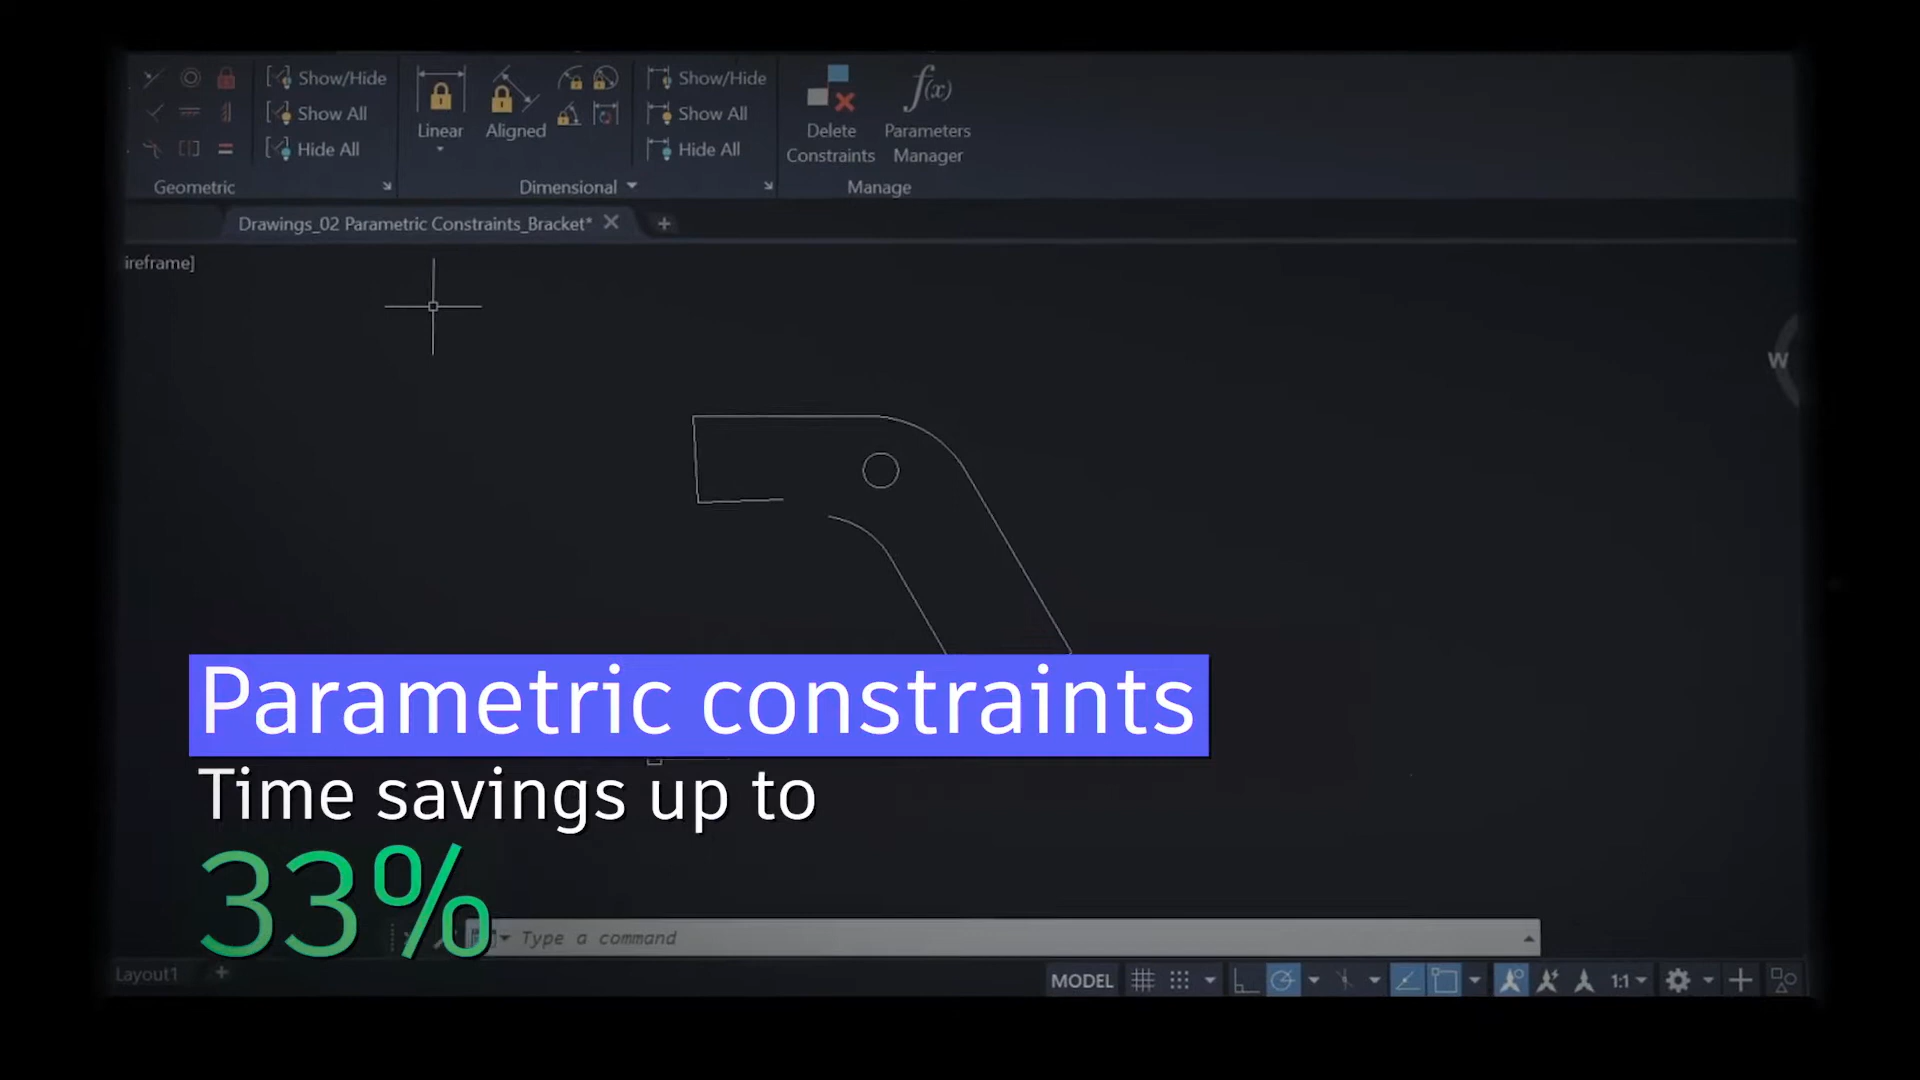 Show/Hide
Show All
Hide All
Geometric
Linear
Aligned
Show/Hide
Show All
Hide All
Dimensional
Delete
Constraints
f(x)
Parameters
Manager
Manage
Drawings_02 Parametric Constraints_Bracket*
ireframe]
W
Parametric constraints
Time savings up to
33%
Type a command
Layout1
MODEL
1:1